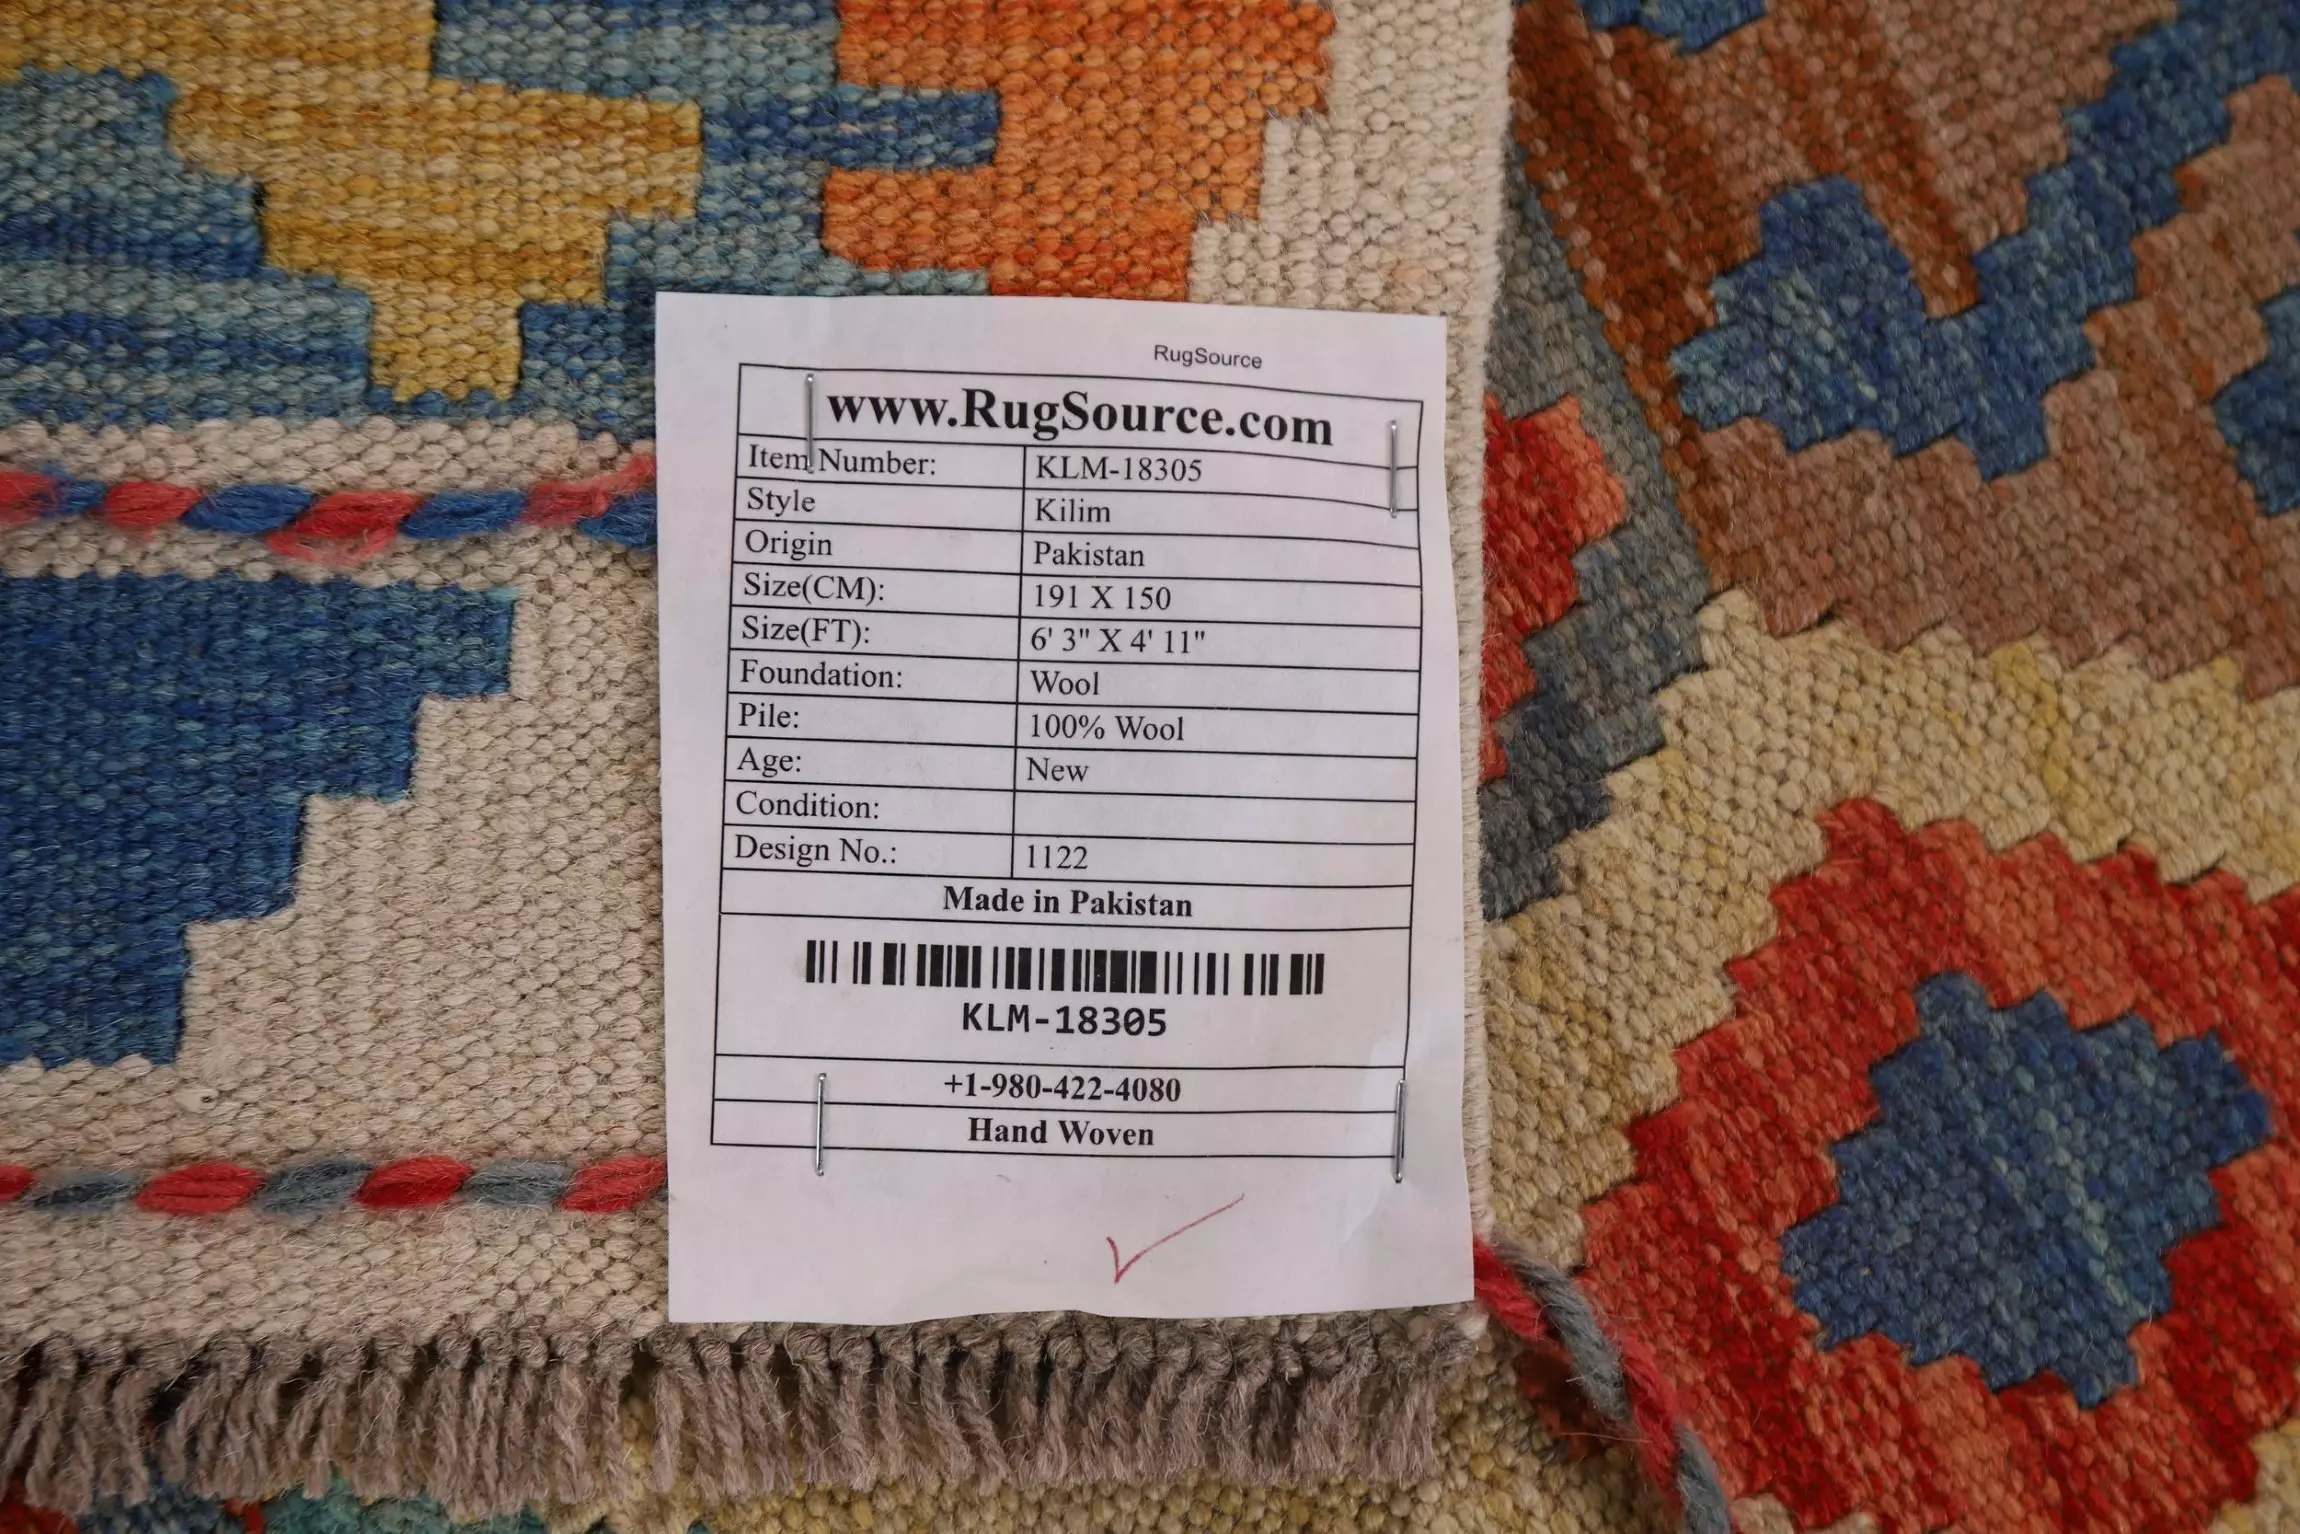 RugSource
www.RugSource.com
Item Number: KLM-18305
Style Kilim
Origin Pakistan
Size(CM): 191 X 150
Size(FT): 6' 3" X 4' 11"
Foundation: Wool
Pile: 100% Wool
Age: New
Condition:
Design No.: 1122
Made in Pakistan
KLM-18305
+1-980-422-4080
Hand Woven